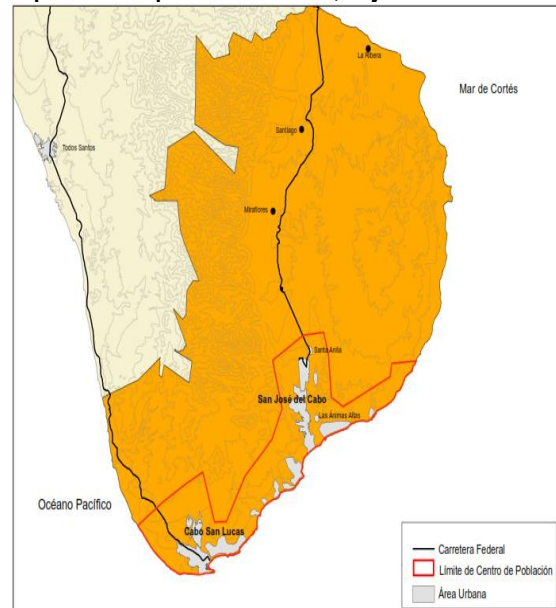 La Ribera
Mar de Cortés
Santiago
Todos Santos
Miraflores
Santa Anita
San José del Cabo
Las Ánimas Altas
Océano Pacífico
Cabo San Lucas
Carretera Federal
Límite de Centro de Población
Área Urbana